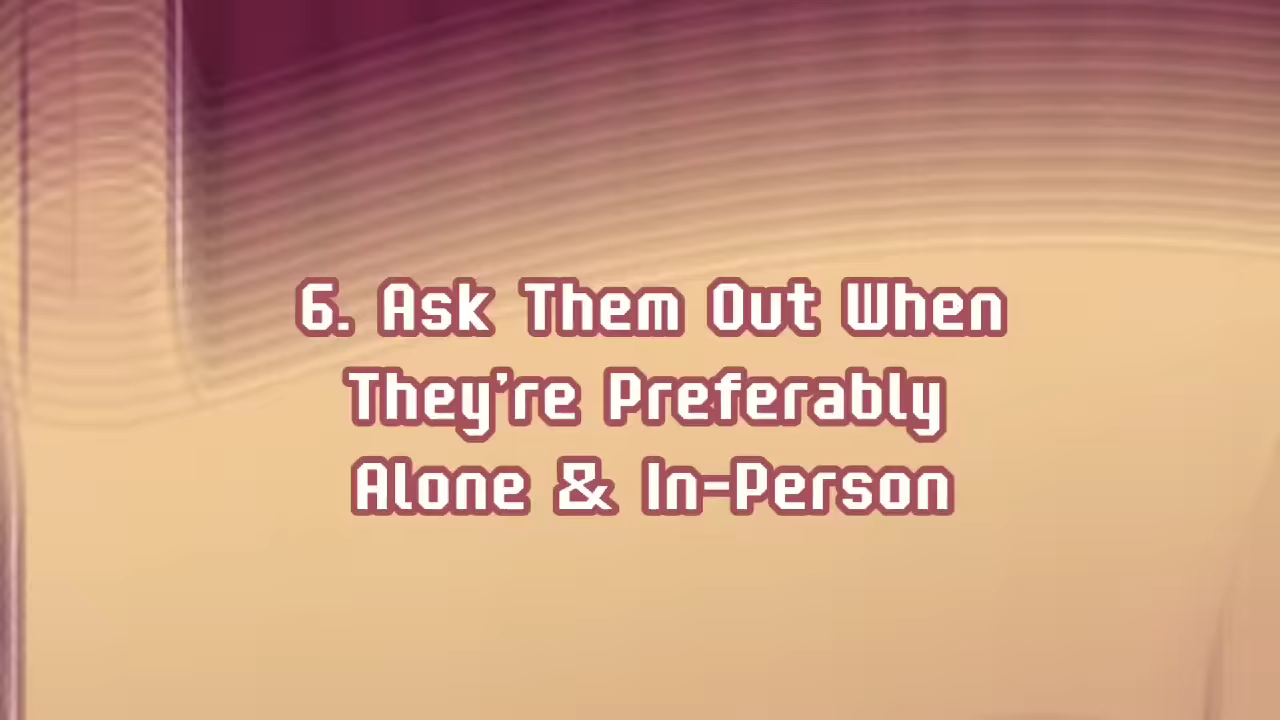 6. Ask Them Out When
They’re Preferably
Alone & In-Person